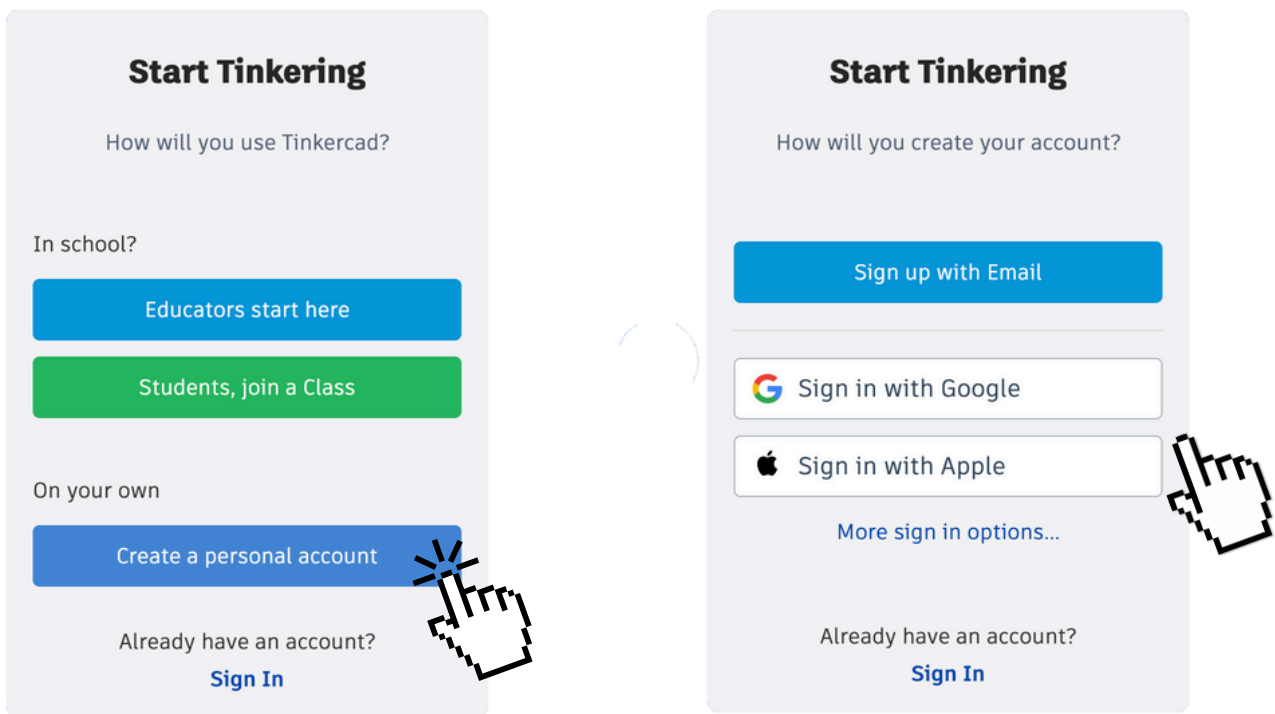 Start Tinkering
How will you use Tinkercad?
In school?
Educators start here
Students, join a Class
On your own
Create a personal account
Already have an account?
Sign In
Start Tinkering
How will you create your account?
Sign up with Email
Sign in with Google
Sign in with Apple
More sign in options...
Already have an account?
Sign In